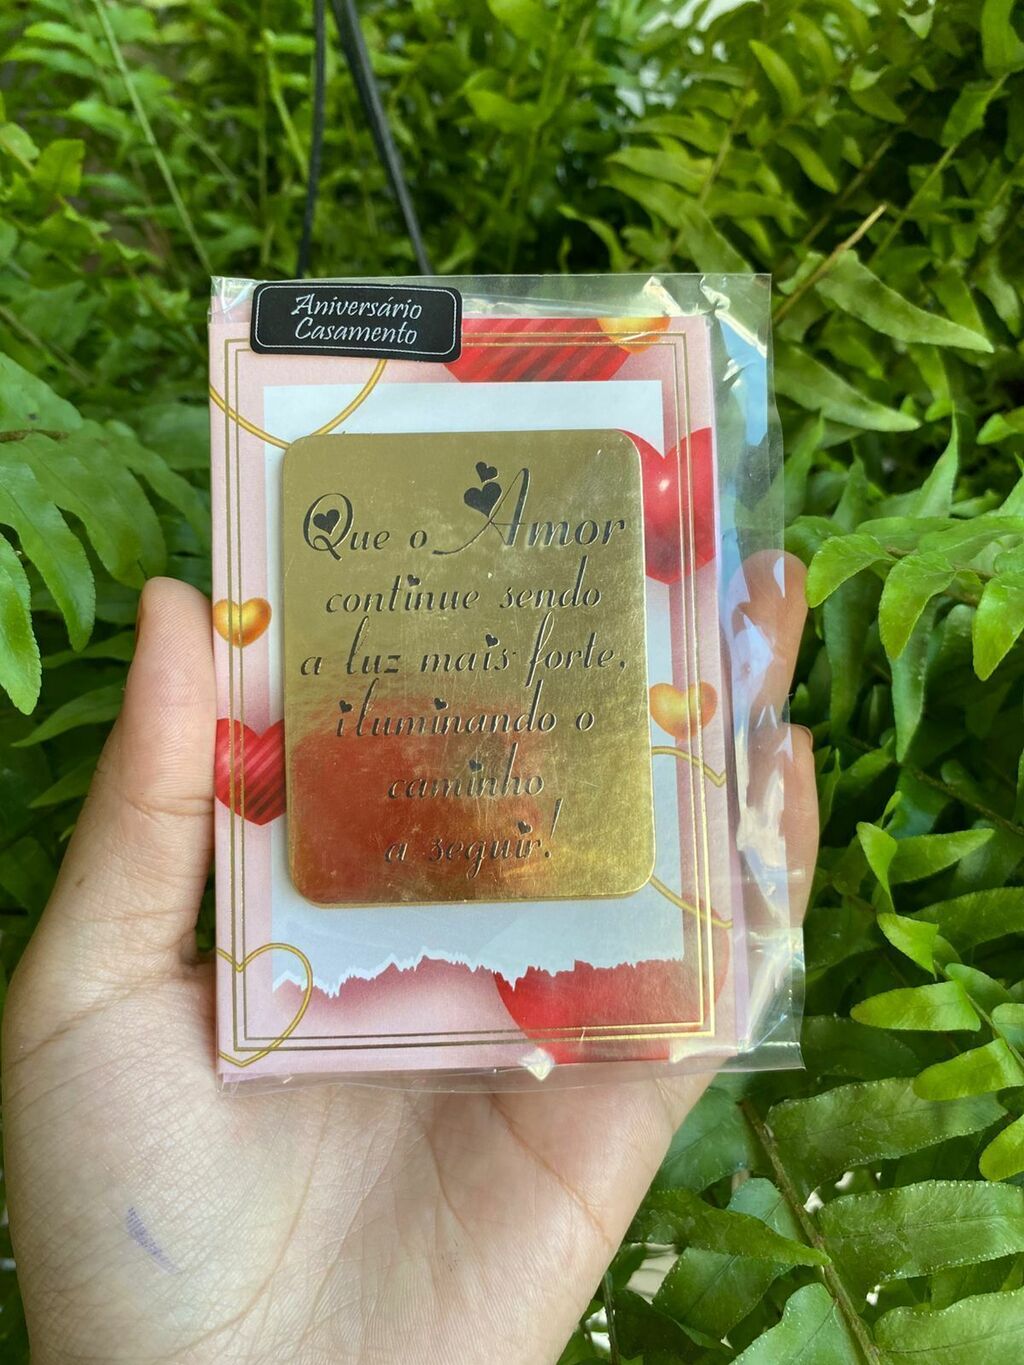 Aniversário
Casamento
Que o Amor
continue sendo
a luz mais forte,
iluminando o
caminho
a seguir!